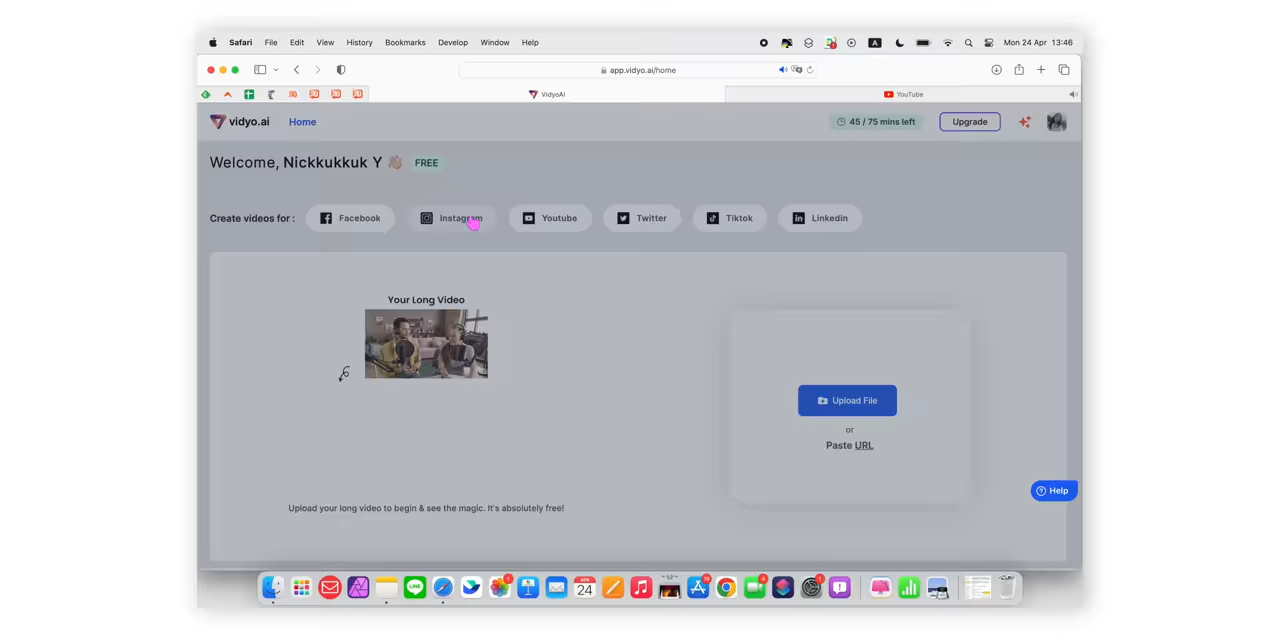 Safari File Edit View History Bookmarks Develop Window Help
A
Mon 24 Apr 13:46
app.vidyo.ai/home
VidyoAI
YouTube
vidyo.ai
Home
45 / 75 mins left
Upgrade
Welcome, Nickkukkuk Y
FREE
Create videos for :
Facebook
Instagram
Youtube
Twitter
Tiktok
Linkedin
Your Long Video
Upload File
or
Paste URL
Help
Upload your long video to begin & see the magic. It's absolutely free!
LINE
APR
24